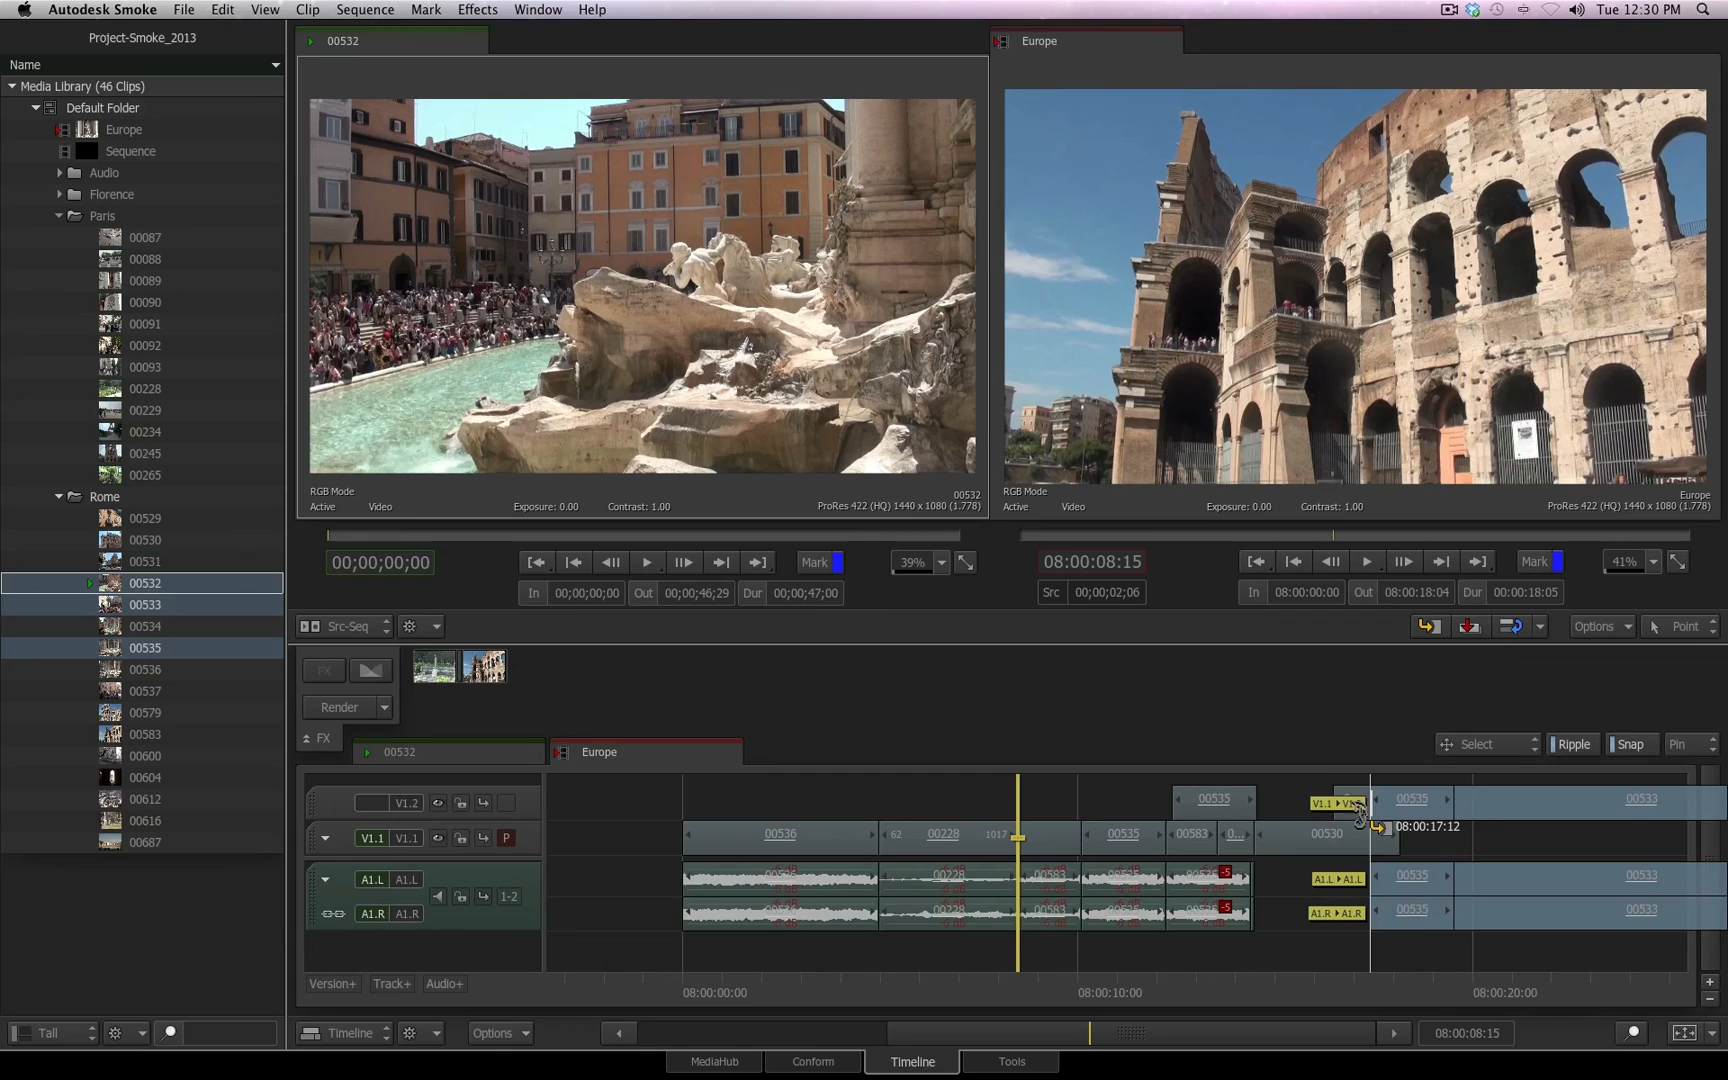 Autodesk Smoke File Edit View Clip Sequence Mark Effects Window Help
Tue 12:30 PM
Project-Smoke_2013
Name
Media Library (46 Clips)
Default Folder
Europe
Sequence
Audio
Florence
Paris
00087
00088
00089
00090
00091
00092
00093
00228
00229
00234
00245
00265
Rome
00529
00530
00531
00532
00533
00534
00535
00536
00537
00579
00583
00600
00604
00612
00616
00687
Tall
00532
RGB Mode
Active Video Exposure: 0.00 Contrast: 1.00
00532
ProRes 422 (HQ) 1440 x 1080 (1.778)
00;00;00;00
Mark
39%
In 00;00;00;00 Out 00;00;46;29 Dur 00;00;47;00
Europe
RGB Mode
Active Video Exposure: 0.00 Contrast: 1.00
Europe
ProRes 422 (HQ) 1440 x 1080 (1.778)
08:00:08:15
Mark
41%
Src 00;00;02;06
In 08:00:00:00 Out 08:00:18:04 Dur 00:00:18:05
Src-Seq
Options
Point
FX
Render
FX
00532
Europe
Select
Ripple
Snap
Pin
V1.2
00535
V1.1
00535
00533
V1.1 V1.1 P
00536
62 00228 1017
00535
00583
0...
00530
08:00:17:12
A1.L A1.L
00228
00583
A1.L A1.L
00535
00533
-5
1-2
A1.R A1.R
00228
00583
-5
A1.R A1.R
00535
00533
Version+ Track+ Audio+
08:00:00:00
08:00:10:00
08:00:20:00
Timeline
Options
08:00:08:15
MediaHub Conform Timeline Tools